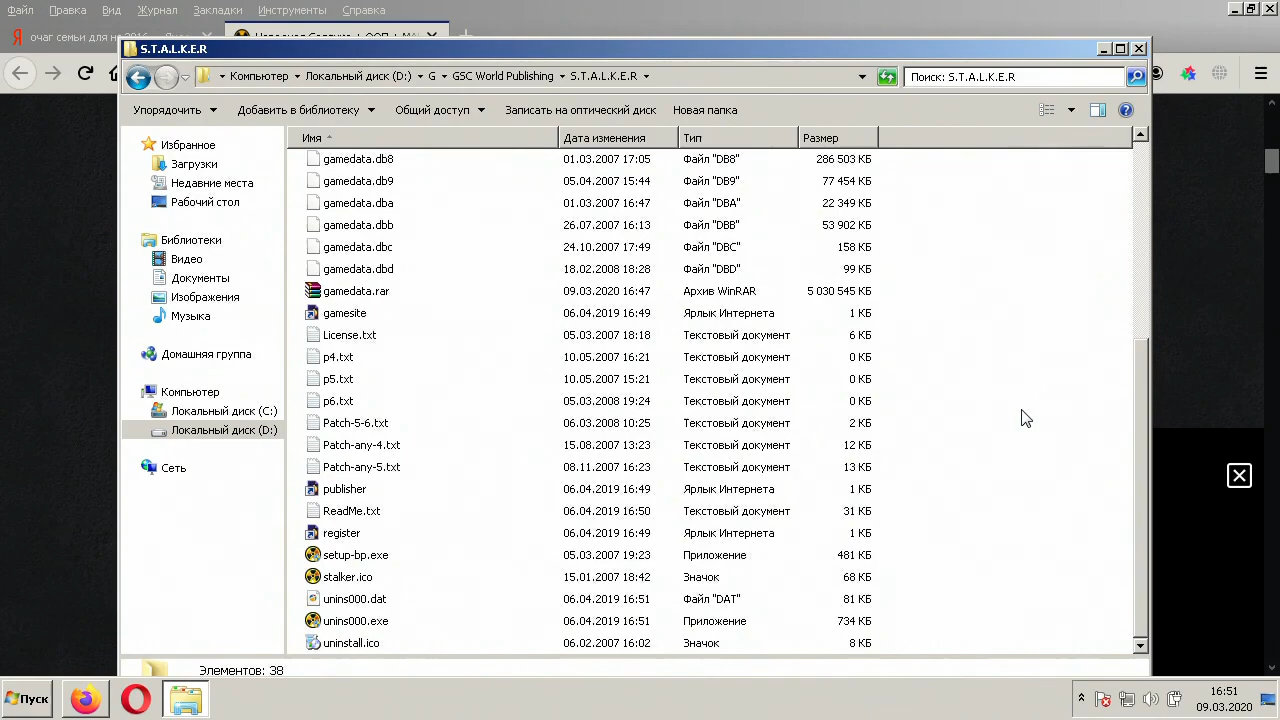 Файл Правка Вид Журнал Закладки Инструменты Справка
очаг семьи для на 2016
S.T.A.L.K.E.R
Компьютер Локальный диск (D:) G GSC World Publishing S.T.A.L.K.E.R
Поиск: S.T.A.L.K.E.R
Упорядочить Добавить в библиотеку Общий доступ Записать на оптический диск Новая папка
Избранное
Загрузки
Недавние места
Рабочий стол
Библиотеки
Видео
Документы
Изображения
Музыка
Домашняя группа
Компьютер
Локальный диск (C:)
Локальный диск (D:)
Сеть
Имя Дата изменения Тип Размер
gamedata.db8 01.03.2007 17:05 Файл "DB8" 286 503 КБ
gamedata.db9 05.04.2007 15:44 Файл "DB9" 77 454 КБ
gamedata.dba 01.03.2007 16:47 Файл "DBA" 22 349 КБ
gamedata.dbb 26.07.2007 16:13 Файл "DBB" 53 902 КБ
gamedata.dbc 24.10.2007 17:49 Файл "DBC" 158 КБ
gamedata.dbd 18.02.2008 18:28 Файл "DBD" 99 КБ
gamedata.rar 09.03.2020 16:47 Архив WinRAR 5 030 545 КБ
gamesite 06.04.2019 16:49 Ярлык Интернета 1 КБ
License.txt 05.03.2007 18:18 Текстовый документ 6 КБ
p4.txt 10.05.2007 16:21 Текстовый документ 0 КБ
p5.txt 10.05.2007 15:21 Текстовый документ 0 КБ
p6.txt 05.03.2008 19:24 Текстовый документ 0 КБ
Patch-5-6.txt 06.03.2008 10:25 Текстовый документ 2 КБ
Patch-any-4.txt 15.08.2007 13:23 Текстовый документ 12 КБ
Patch-any-5.txt 08.11.2007 16:23 Текстовый документ 13 КБ
publisher 06.04.2019 16:49 Ярлык Интернета 1 КБ
ReadMe.txt 06.04.2019 16:50 Текстовый документ 31 КБ
register 06.04.2019 16:49 Ярлык Интернета 1 КБ
setup-bp.exe 05.03.2007 19:23 Приложение 481 КБ
stalker.ico 15.01.2007 18:42 Значок 68 КБ
unins000.dat 06.04.2019 16:51 Файл "DAT" 81 КБ
unins000.exe 06.04.2019 16:51 Приложение 734 КБ
uninstall.ico 06.02.2007 16:02 Значок 8 КБ
Элементов: 38
Пуск
16:51
09.03.2020